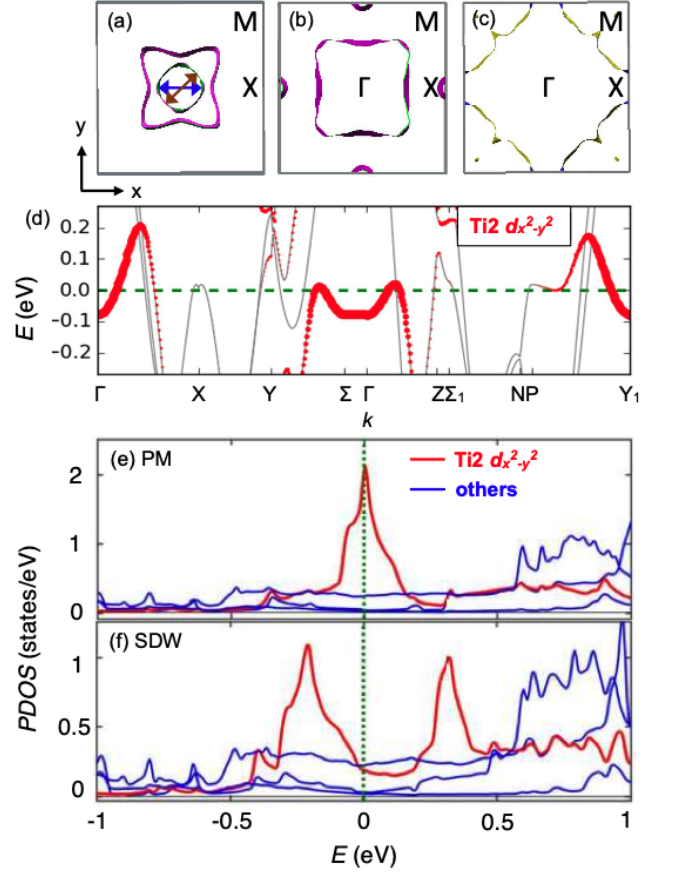 (a) M (b) M (c) M
X Γ X Γ X
y
x
(d) Ti2 dx²-y²
0.2
0.1
0.0
-0.1
-0.2
E (eV)
Γ X Y Σ Γ ZΣ₁ NP Y₁
k
(e) PM Ti2 dx²-y²
others
2
1
0
(f) SDW
1
0.5
0
PDOS (states/eV)
-1 -0.5 0 0.5 1
E (eV)